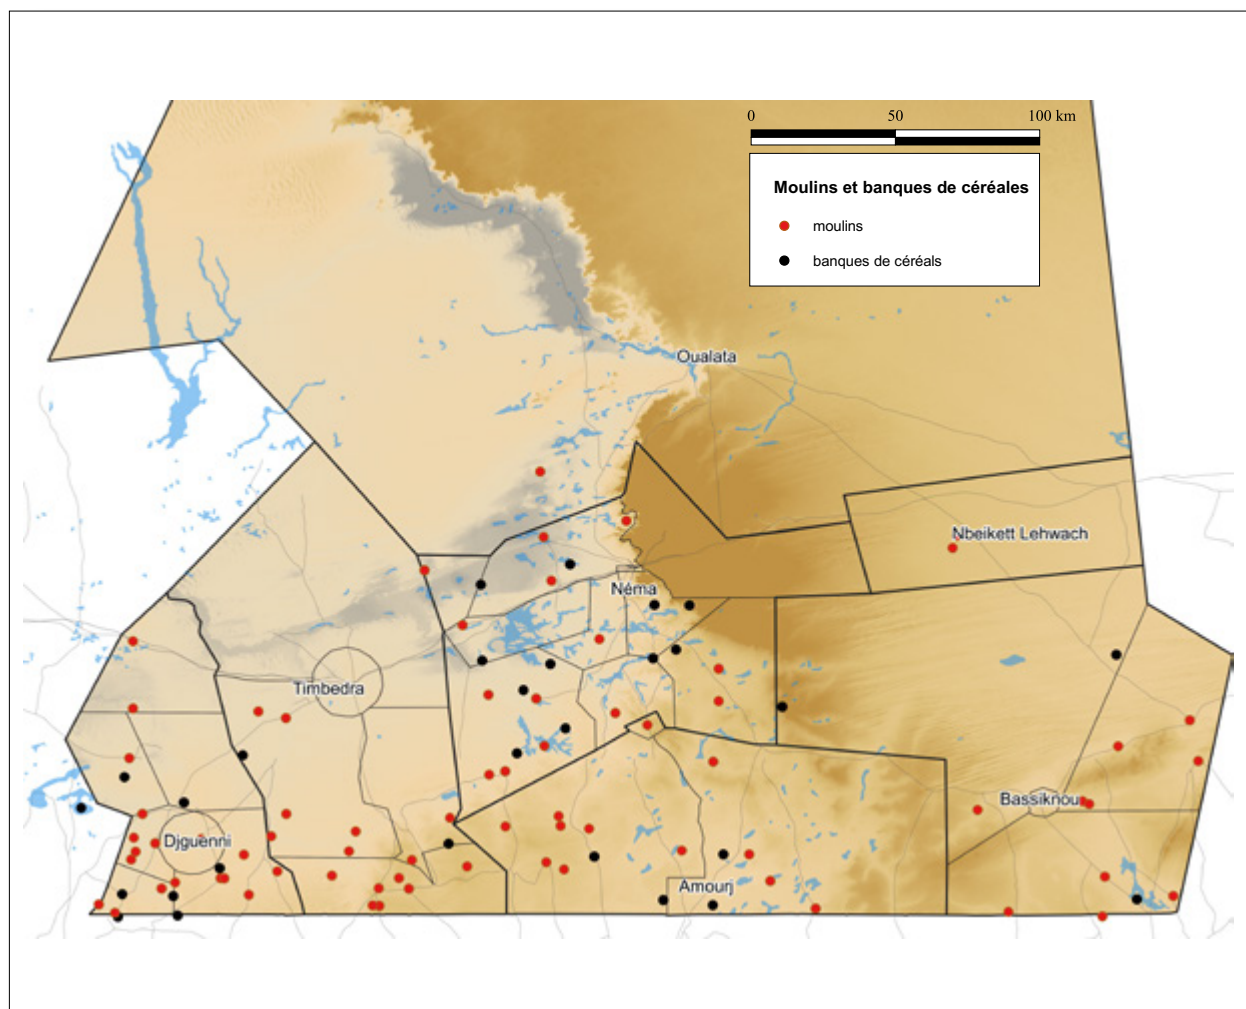 0 50 100 km
Moulins et banques de céréales
moulins
banques de céréals
Oualata
Nbeikett Lehwach
Néma
Timbedra
Bassiknou
Djguenni
Amourj